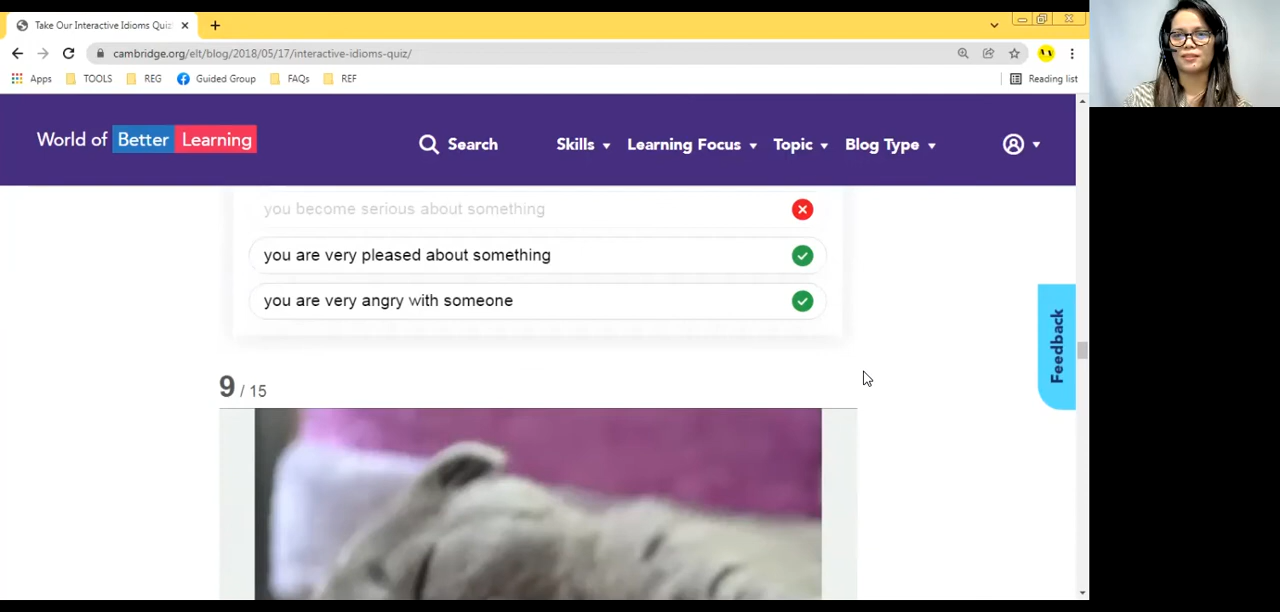 Take Our Interactive Idioms Quiz
cambridge.org/elt/blog/2018/05/17/interactive-idioms-quiz/
Apps TOOLS REG Guided Group FAQs REF Reading list
World of Better Learning Search Skills Learning Focus Topic Blog Type
you become serious about something
you are very pleased about something
you are very angry with someone
Feedback
9 / 15